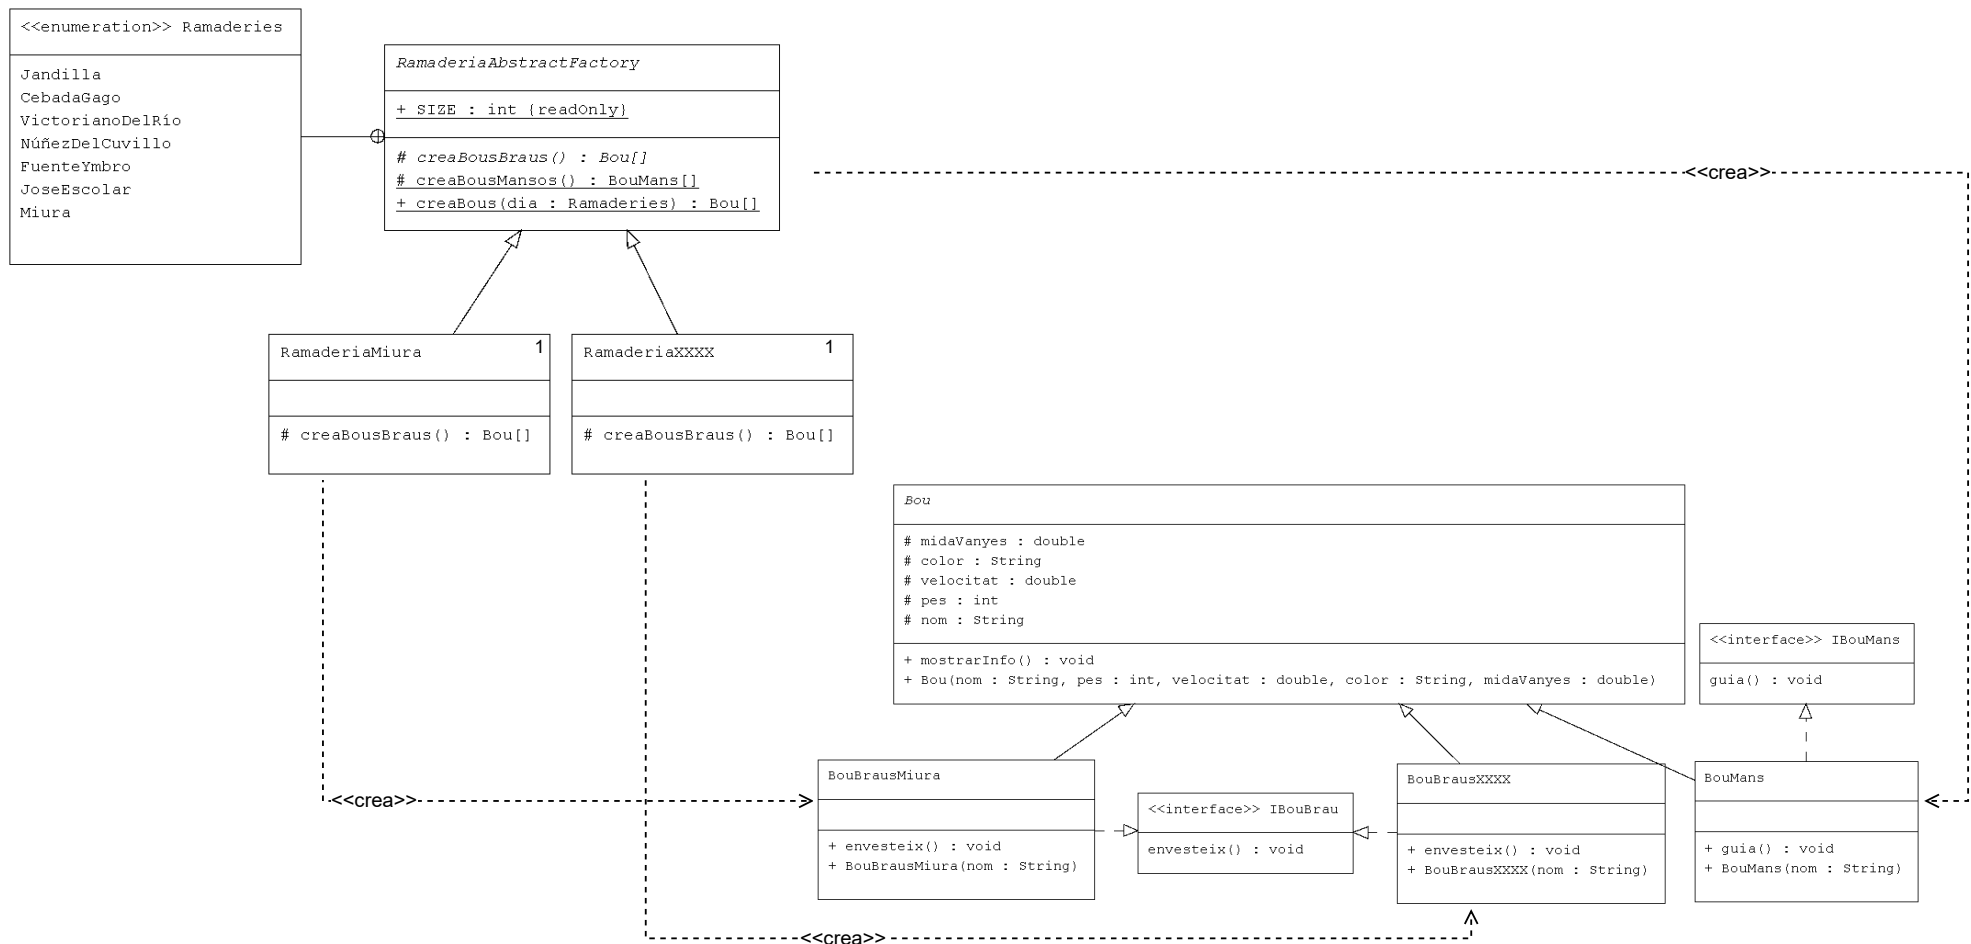 <<enumeration>> Ramaderies
Jandilla
CebadaGago
VictorianoDelRío
NúñezDelCuvillo
FuenteYmbro
JoseEscolar
Miura
RamaderiaAbstractFactory
+ SIZE : int {readOnly}
# creaBousBraus() : Bou[]
# creaBousMansos() : BouMans[]
+ creaBous(dia : Ramaderies) : Bou[]
<<crea>>
RamaderiaMiura 1
# creaBousBraus() : Bou[]
RamaderiaXXXX 1
# creaBousBraus() : Bou[]
Bou
# midaVanyes : double
# color : String
# velocitat : double
# pes : int
# nom : String
+ mostrarInfo() : void
+ Bou(nom : String, pes : int, velocitat : double, color : String, midaVanyes : double)
<<interface>> IBouMans
guia() : void
<<crea>>
BouBrausMiura
+ envesteix() : void
+ BouBrausMiura(nom : String)
<<interface>> IBouBrau
envesteix() : void
BouBrausXXXX
+ envesteix() : void
+ BouBrausXXXX(nom : String)
BouMans
+ guia() : void
+ BouMans(nom : String)
<<crea>>